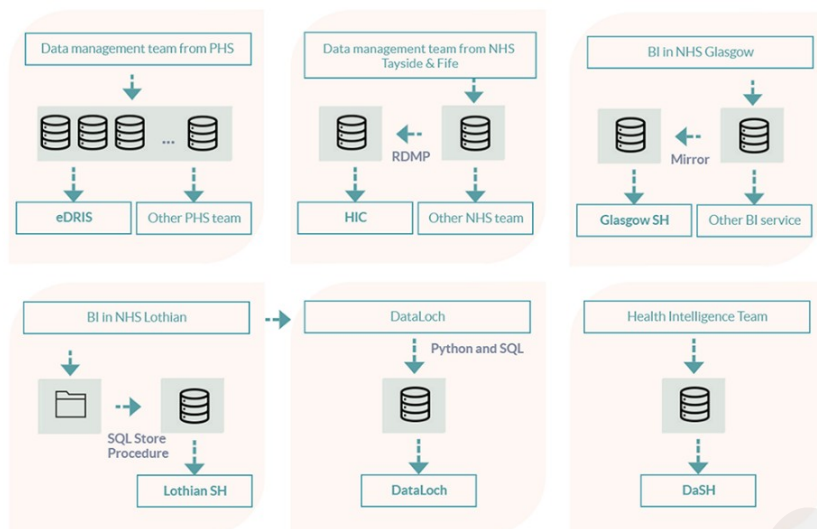 Data management team from PHS
...
eDRIS
Other PHS team
Data management team from NHS
Tayside & Fife
RDMP
HIC
Other NHS team
BI in NHS Glasgow
Mirror
Glasgow SH
Other BI service
BI in NHS Lothian
SQL Store
Procedure
Lothian SH
DataLoch
Python and SQL
DataLoch
Health Intelligence Team
DaSH